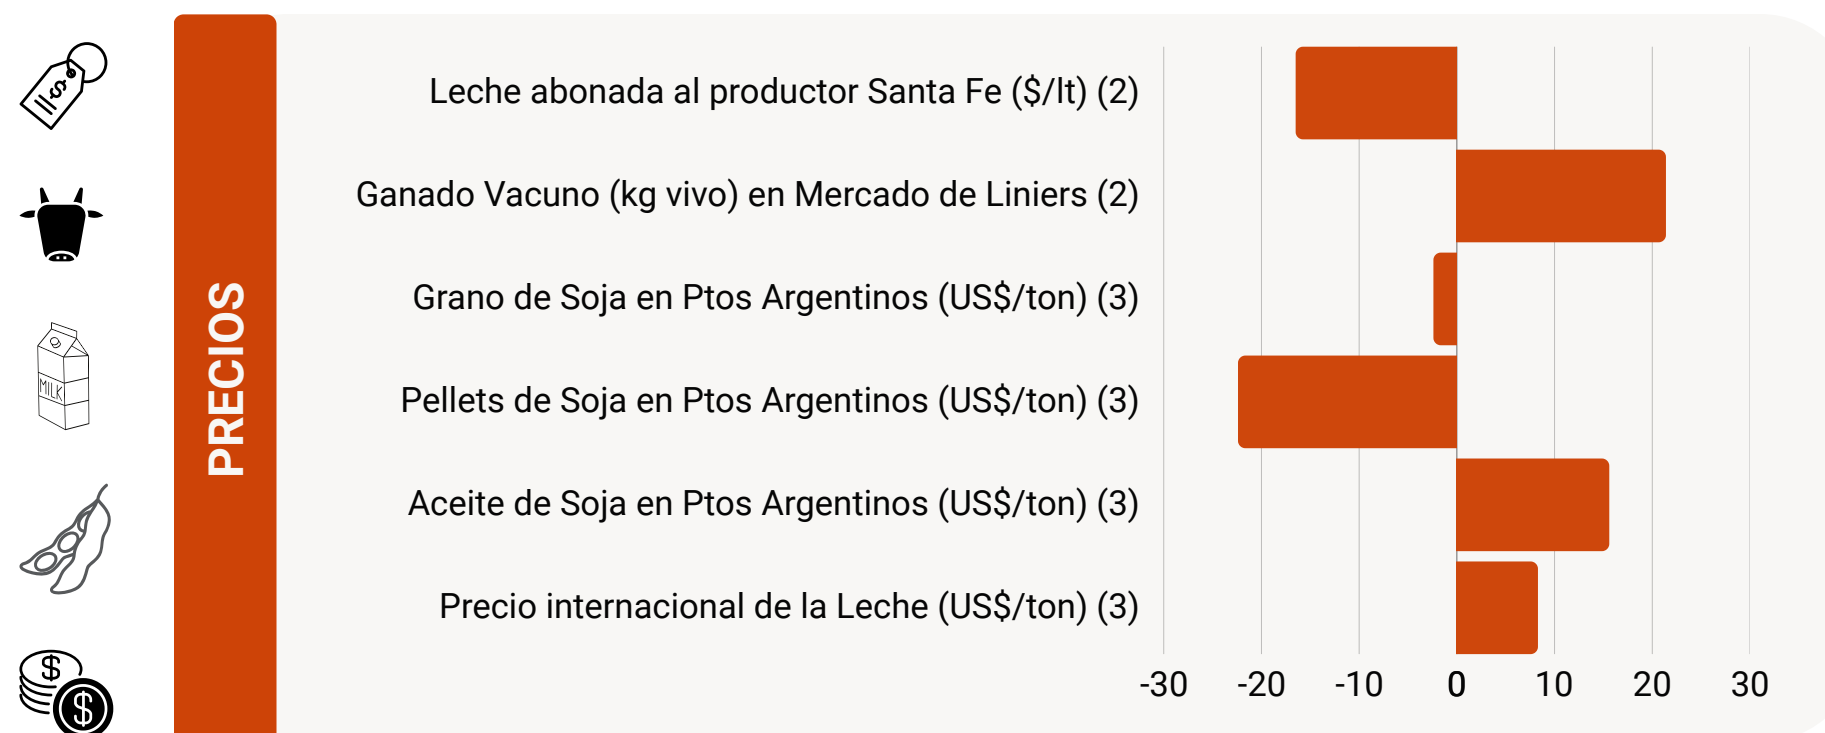 PRECIOS
Leche abonada al productor Santa Fe ($/lt) (2)
Ganado Vacuno (kg vivo) en Mercado de Liniers (2)
Grano de Soja en Ptos Argentinos (US$/ton) (3)
Pellets de Soja en Ptos Argentinos (US$/ton) (3)
Aceite de Soja en Ptos Argentinos (US$/ton) (3)
Precio internacional de la Leche (US$/ton) (3)
-30 -20 -10 0 10 20 30
$
MILK
$
$